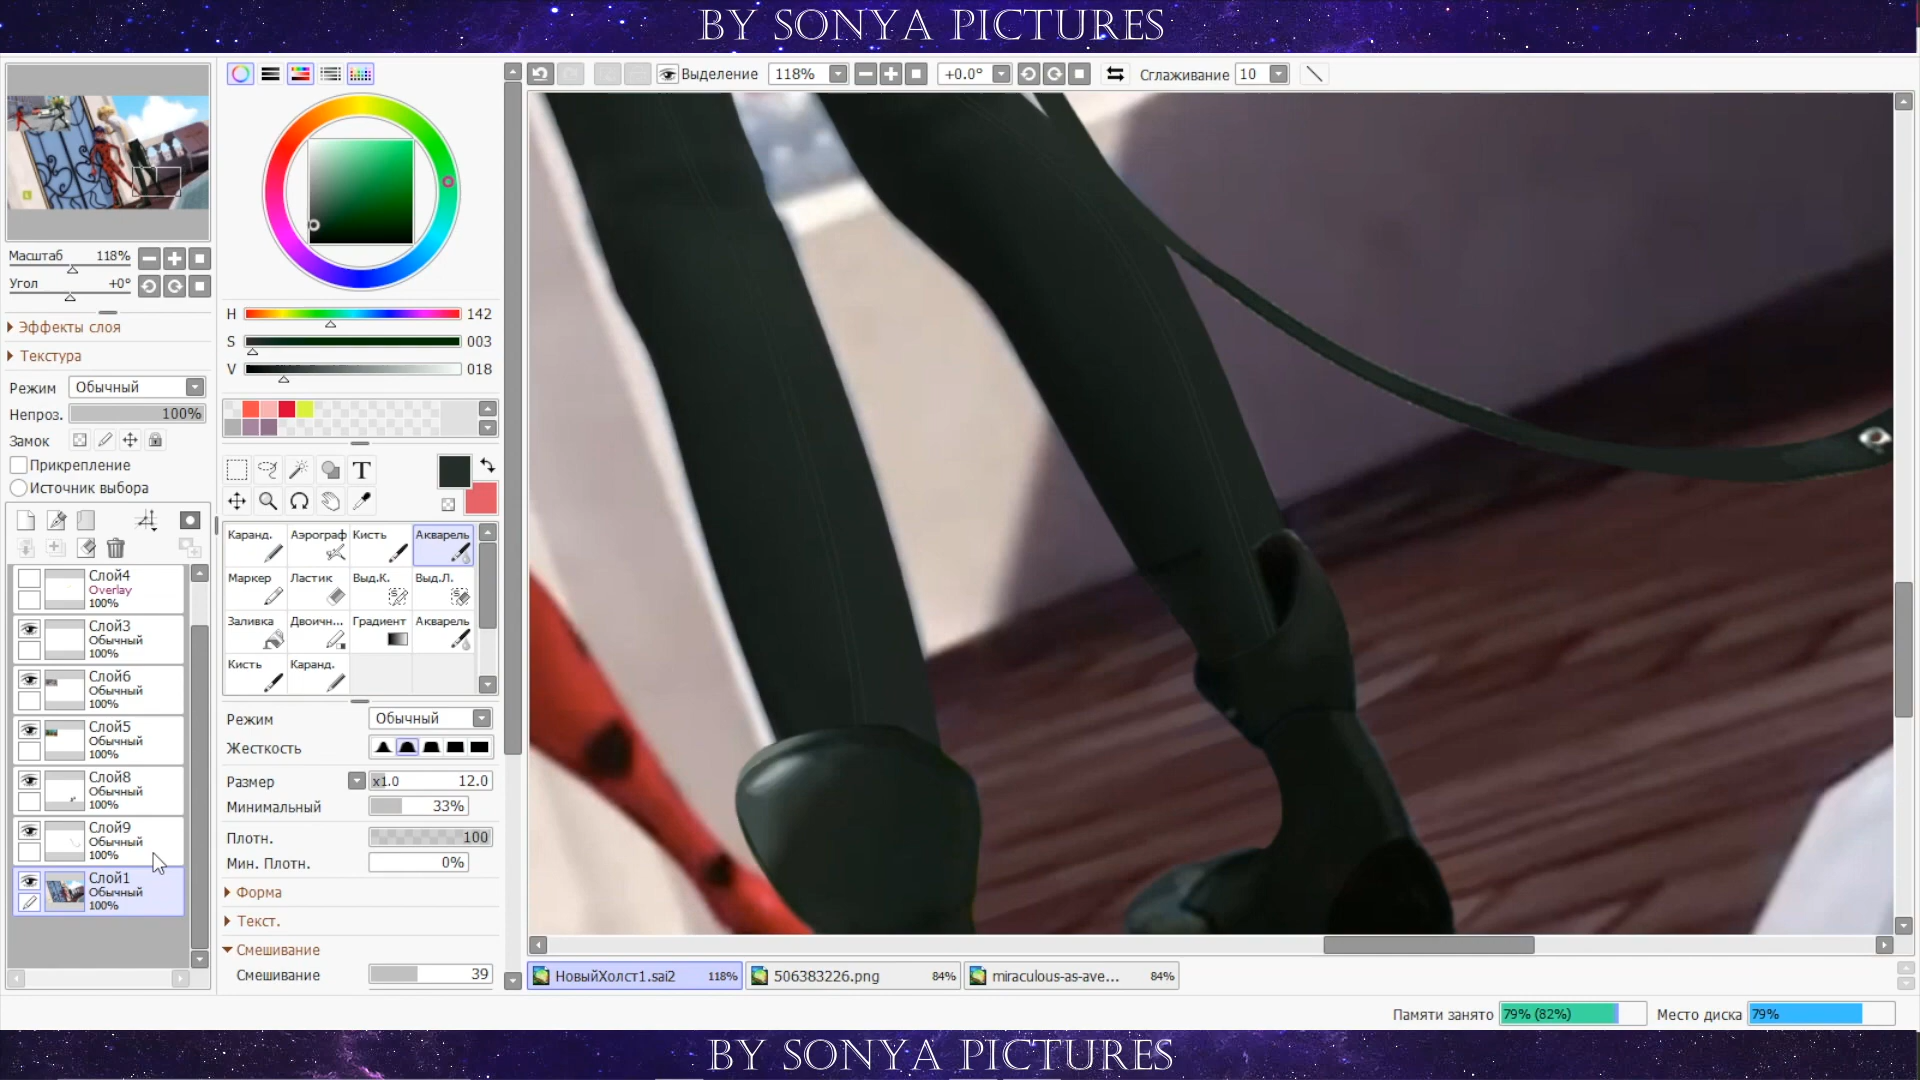 BY SONYA PICTURES
Выделение 118% +0.0° Сглаживание 10
Масштаб 118%
Угол +0°
Эффекты слоя
Текстура
Режим Обычный
Непроз. 100%
Замок
Прикрепление
Источник выбора
Слой4
Overlay
100%
Слой3
Обычный
100%
Слой6
Обычный
100%
Слой5
Обычный
100%
Слой8
Обычный
100%
Слой9
Обычный
100%
Слой1
Обычный
100%
H 142
S 003
V 018
T
Каранд. Аэрограф Кисть Акварель
Маркер Ластик Выд.К. Выд.Л.
Заливка Двоичн... Градиент Акварель
Кисть Каранд.
Режим Обычный
Жесткость
Размер x1.0 12.0
Минимальный 33%
Плотн. 100
Мин. Плотн. 0%
Форма
Текст.
Смешивание
Смешивание 39
НовыйХолст1.sai2 118% 506383226.png 84% miraculous-as-ave... 84%
Памяти занято 79% (82%) Место диска 79%
BY SONYA PICTURES